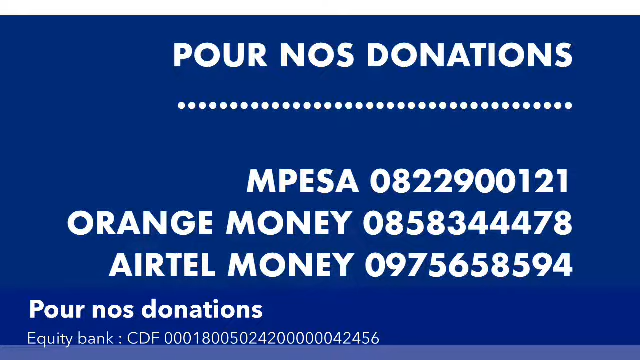 POUR NOS DONATIONS
......................................
MPESA 0822900121
ORANGE MONEY 0858344478
AIRTEL MONEY 0975658594
Pour nos donations
Equity bank : CDF 00018005024200000042456